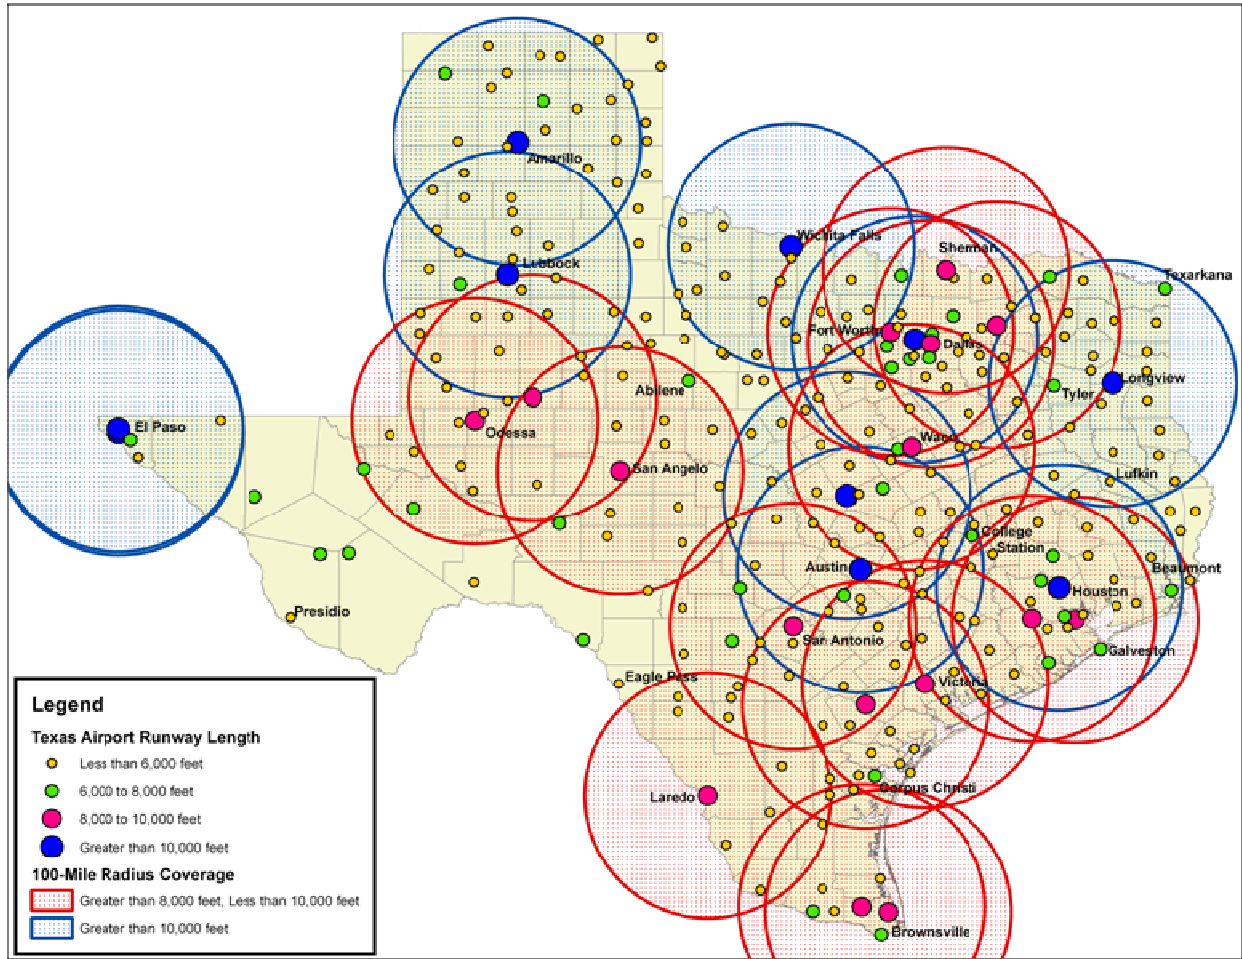 Amarillo
Lubbock
Wichita Falls
Sherman
Texarkana
Fort Worth
Dallas
Longview
Tyler
Abilene
El Paso
Odessa
Waco
San Angelo
Lufkin
College
Station
Austin
Beaumont
Houston
Presidio
San Antonio
Galveston
Eagle Pass
Victoria
Laredo
Corpus Christi
Brownsville
Legend
Texas Airport Runway Length
Less than 6,000 feet
6,000 to 8,000 feet
8,000 to 10,000 feet
Greater than 10,000 feet
100-Mile Radius Coverage
Greater than 8,000 feet, Less than 10,000 feet
Greater than 10,000 feet